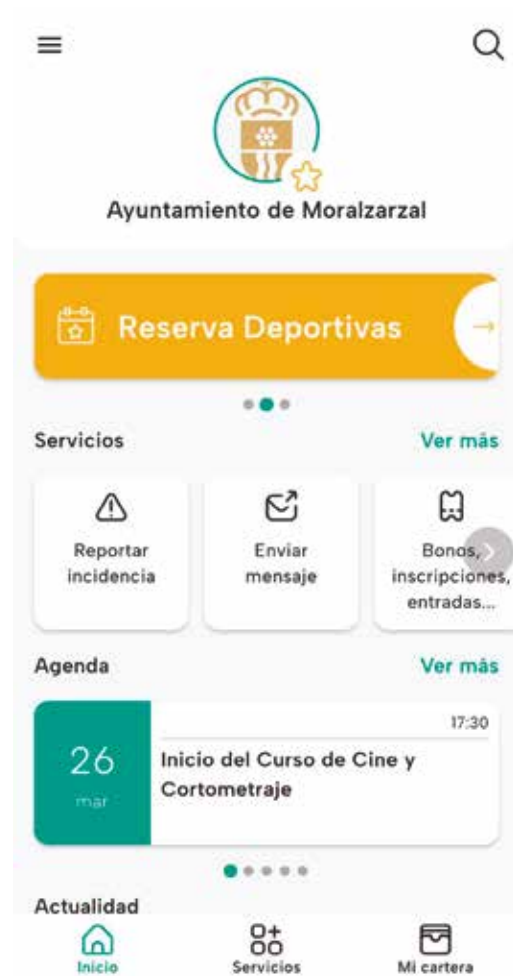 Ayuntamiento de Moralzarzal
Reserva Deportivas
Servicios
Ver más
Reportar
incidencia
Enviar
mensaje
Bonos,
inscripciones,
entradas...
Agenda
Ver más
17:30
26
mar
Inicio del Curso de Cine y
Cortometraje
Actualidad
Inicio
Servicios
Mi cartera